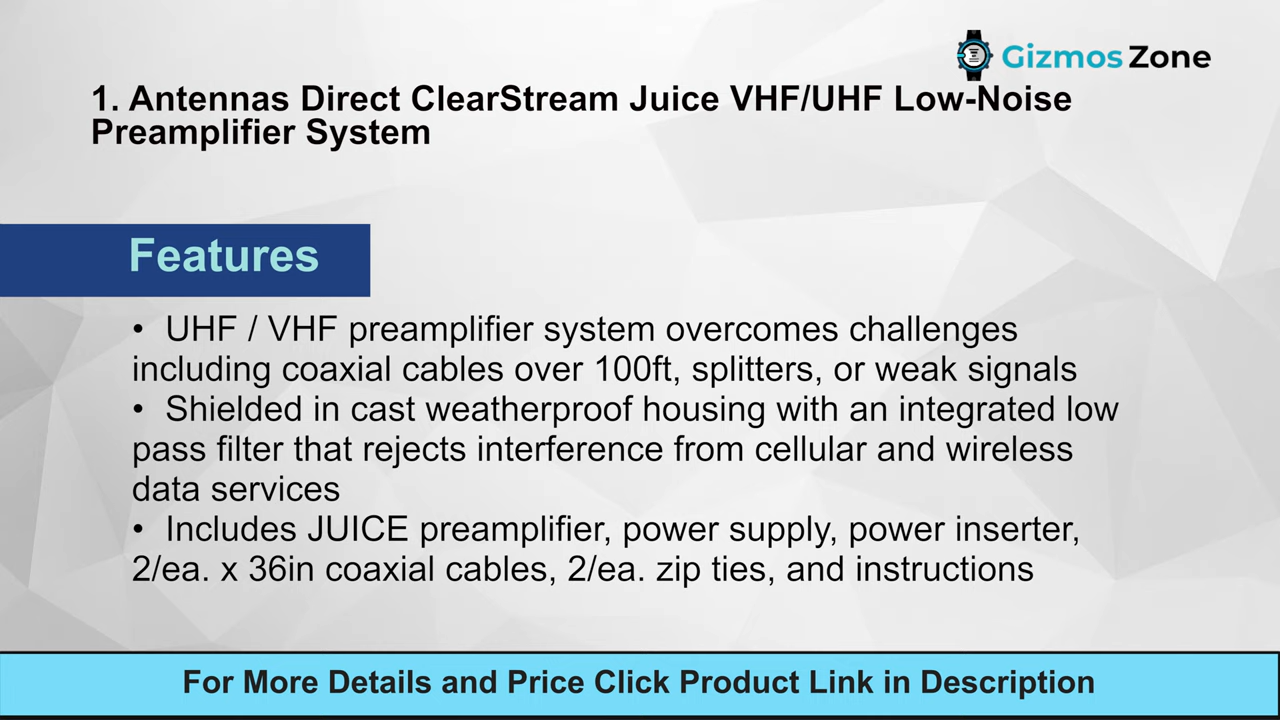 Gizmos Zone
1. Antennas Direct ClearStream Juice VHF/UHF Low-Noise
Preamplifier System
Features
• UHF / VHF preamplifier system overcomes challenges
including coaxial cables over 100ft, splitters, or weak signals
• Shielded in cast weatherproof housing with an integrated low
pass filter that rejects interference from cellular and wireless
data services
• Includes JUICE preamplifier, power supply, power inserter,
2/ea. x 36in coaxial cables, 2/ea. zip ties, and instructions
For More Details and Price Click Product Link in Description